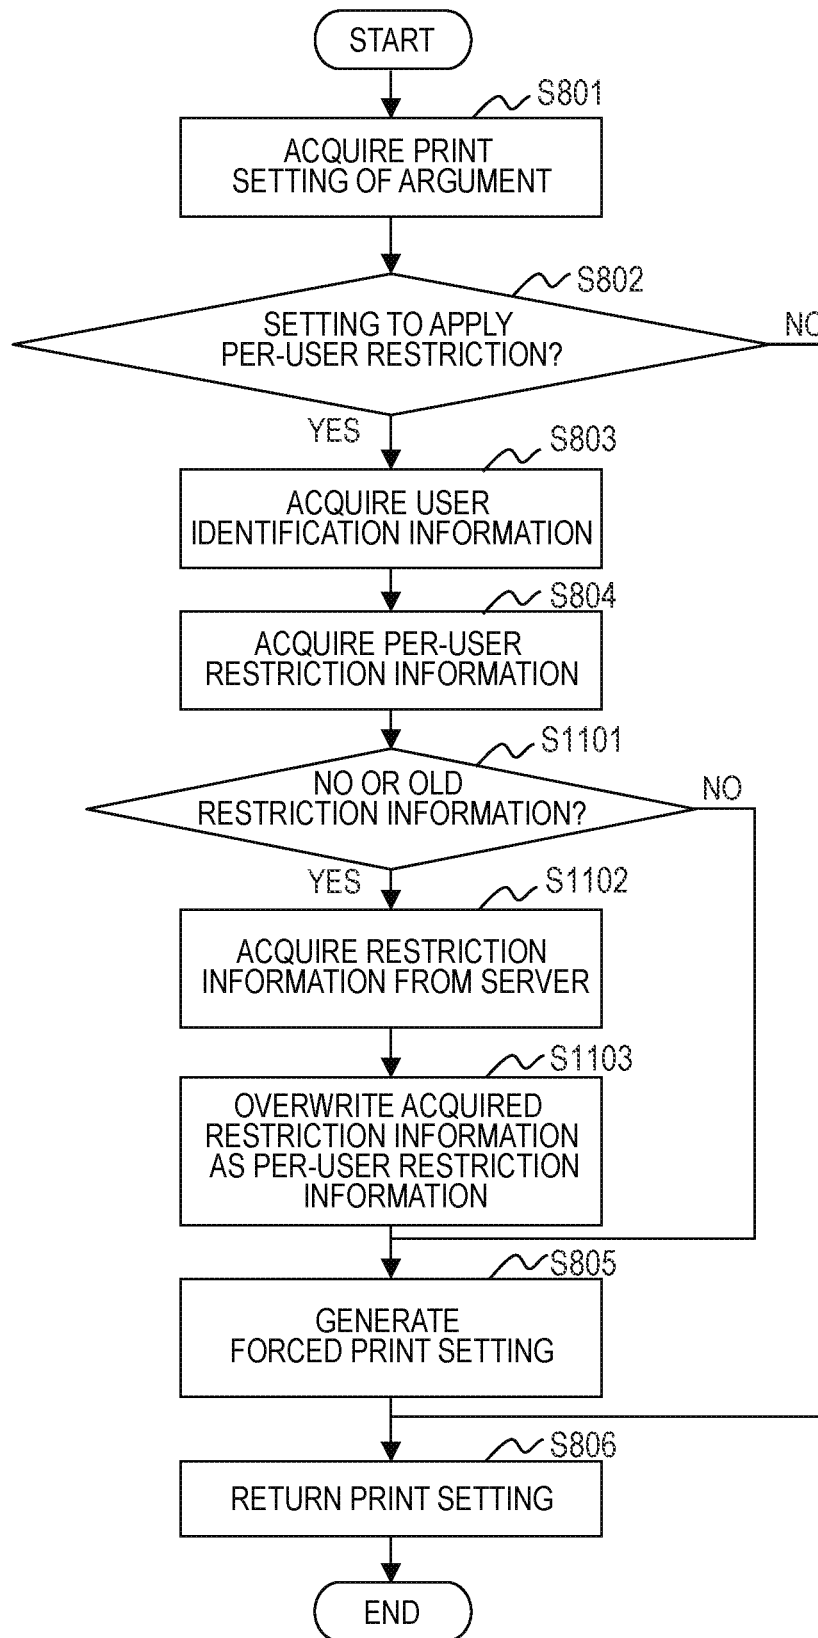 START
S801
ACQUIRE PRINT
SETTING OF ARGUMENT
S802
SETTING TO APPLY
PER-USER RESTRICTION?
NO
YES
S803
ACQUIRE USER
IDENTIFICATION INFORMATION
S804
ACQUIRE PER-USER
RESTRICTION INFORMATION
S1101
NO OR OLD
RESTRICTION INFORMATION?
NO
YES
S1102
ACQUIRE RESTRICTION
INFORMATION FROM SERVER
S1103
OVERWRITE ACQUIRED
RESTRICTION INFORMATION
AS PER-USER RESTRICTION
INFORMATION
S805
GENERATE
FORCED PRINT SETTING
S806
RETURN PRINT SETTING
END